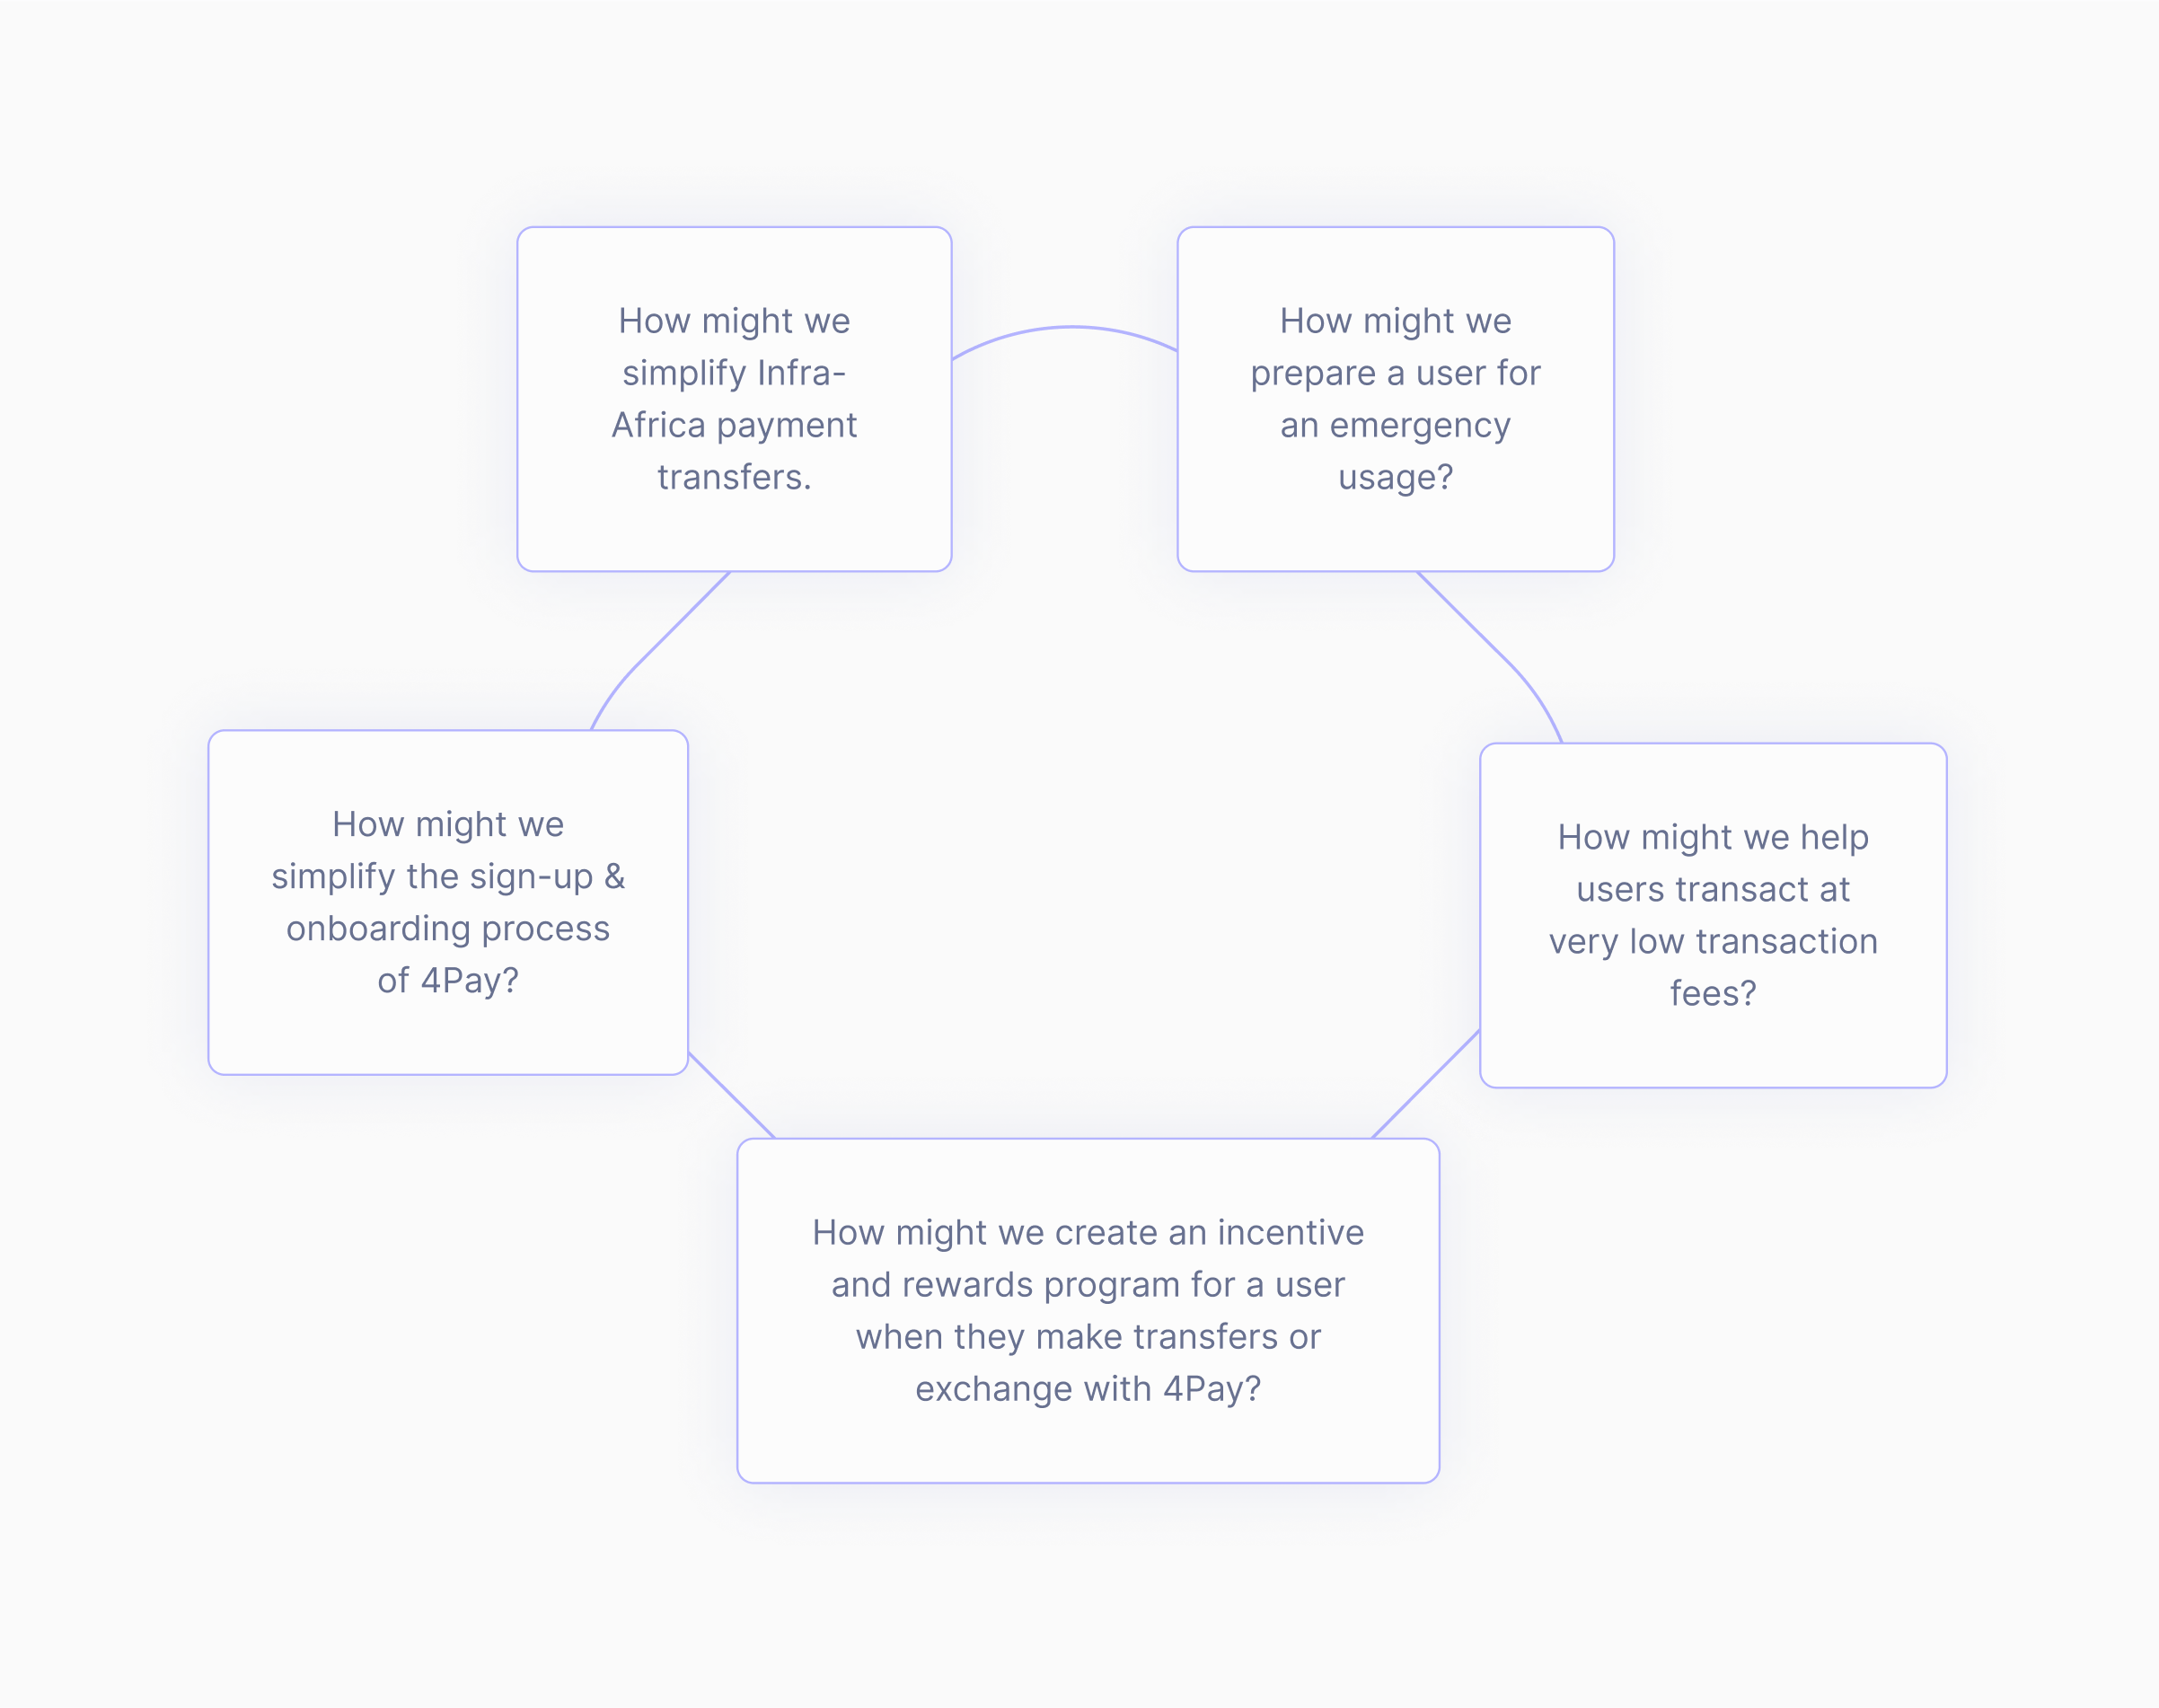 How might we
simplify Infra-
Africa payment
transfers.
How might we
prepare a user for
an emergency
usage?
How might we
simplify the sign-up &
onboarding process
of 4Pay?
How might we help
users transact at
very low transaction
fees?
How might we create an incentive
and rewards program for a user
when they make transfers or
exchange with 4Pay?